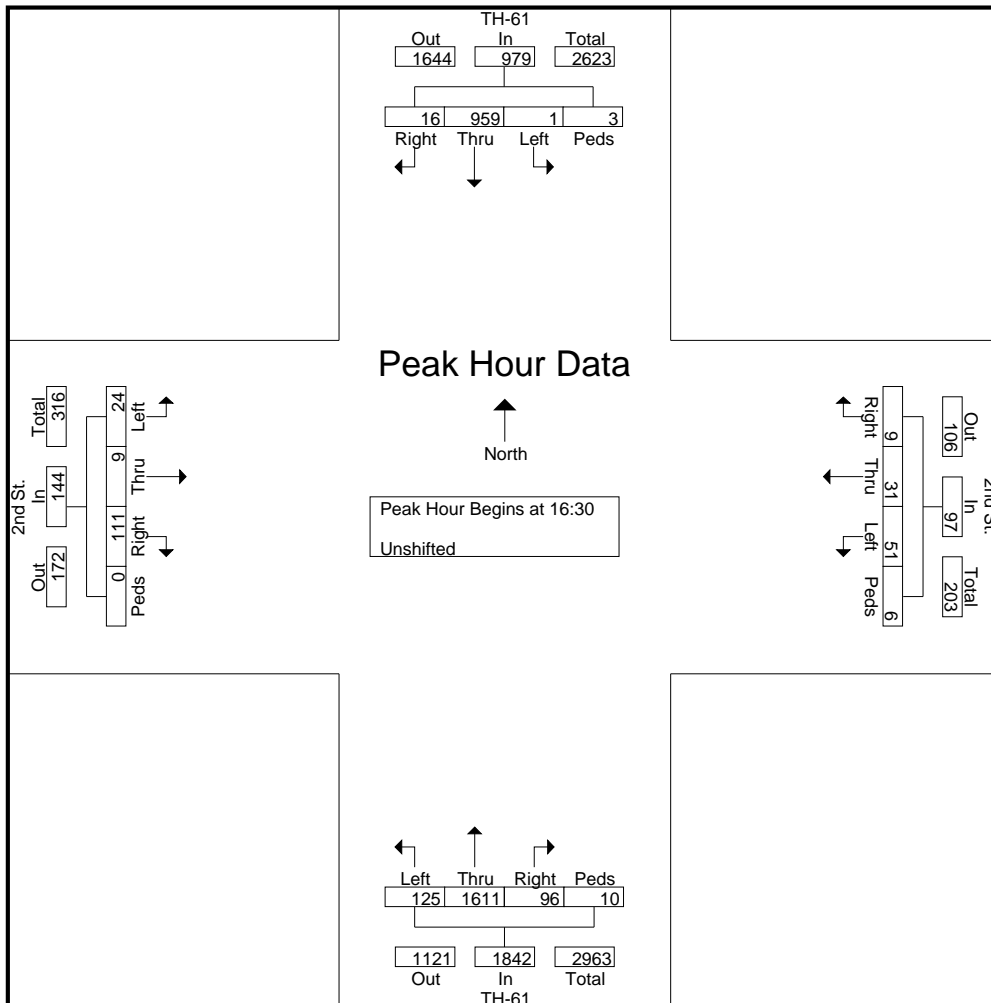 TH-61
Out In Total
1644 979 2623
16 959 1 3
Right Thru Left Peds
Peak Hour Data
North
Peak Hour Begins at 16:30
Unshifted
2nd St.
Total In Out
316 144 172
24 9 111 0
Left Thru Right Peds
Right Thru Left Peds
9 31 51 6
Out In Total
106 97 203
2nd St.
Left Thru Right Peds
125 1611 96 10
1121 1842 2963
Out In Total
TH-61